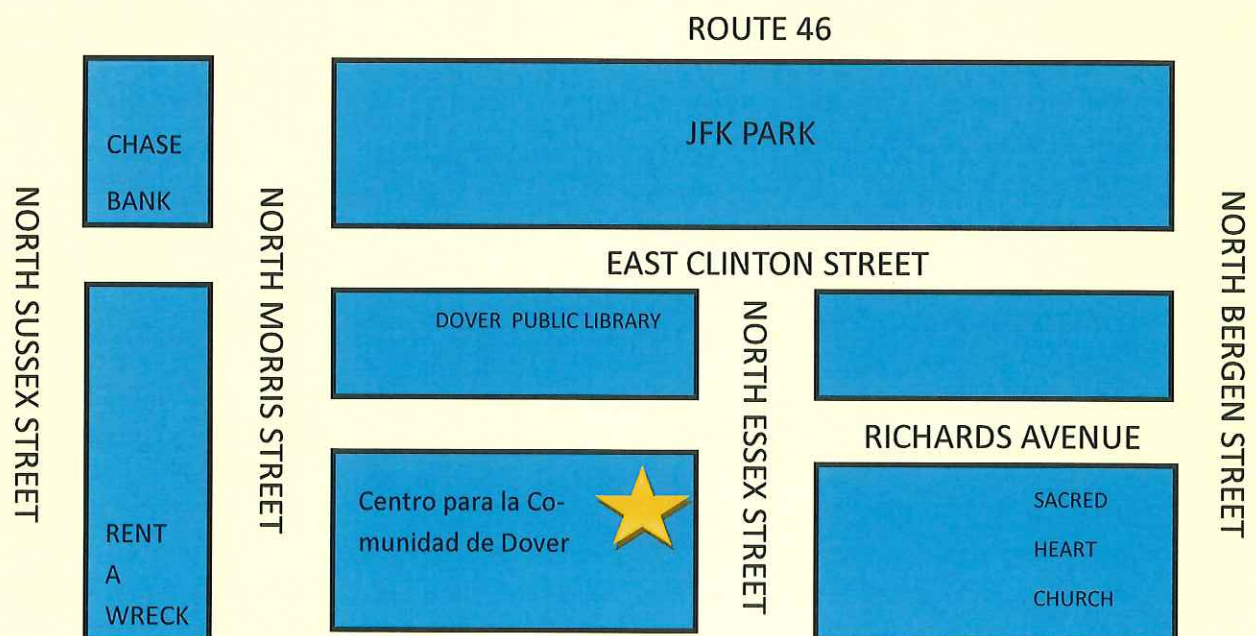 ROUTE 46
JFK PARK
CHASE
BANK
NORTH SUSSEX STREET
NORTH MORRIS STREET
NORTH BERGEN STREET
EAST CLINTON STREET
DOVER PUBLIC LIBRARY
NORTH ESSEX STREET
RICHARDS AVENUE
Centro para la Co-
munidad de Dover
SACRED
HEART
CHURCH
RENT
A
WRECK